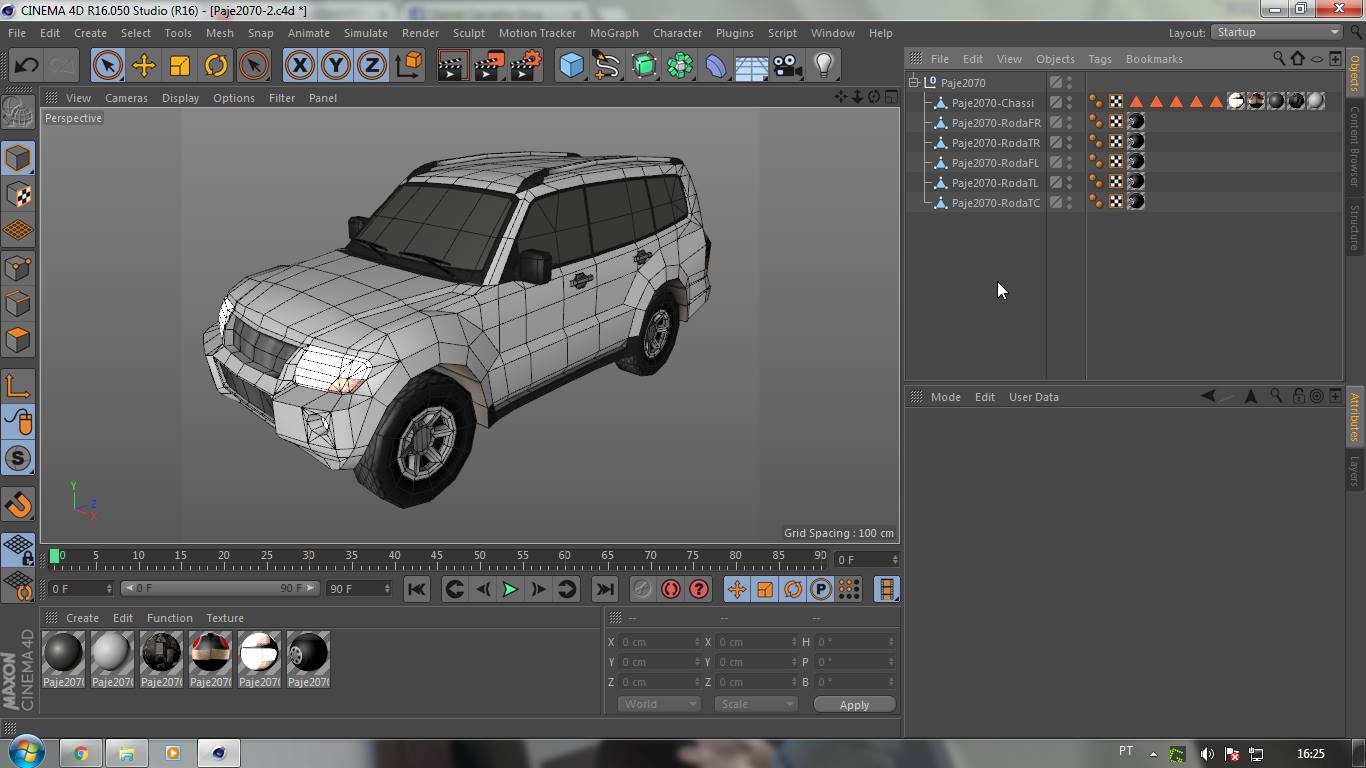 CINEMA 4D R16.050 Studio (R16) - [Paje2070-2.c4d *]
File Edit Create Select Tools Mesh Snap Animate Simulate Render Sculpt Motion Tracker MoGraph Character Plugins Script Window Help
Layout: Startup
X Y Z
File Edit View Objects Tags Bookmarks
Objects
Content Browser
Structure
View Cameras Display Options Filter Panel
Perspective
Paje2070
Paje2070-Chassi
Paje2070-RodaFR
Paje2070-RodaTR
Paje2070-RodaFL
Paje2070-RodaTL
Paje2070-RodaTC
Mode Edit User Data
Attributes
Layers
S
Y
Z
X
Grid Spacing : 100 cm
0 5 10 15 20 25 30 35 40 45 50 55 60 65 70 75 80 85 90
0 F
0 F 0 F 90 F 90 F
P
Create Edit Function Texture
-- -- --
Paje2070 Paje2070 Paje2070 Paje2070 Paje2070 Paje2070
X 0 cm X 0 cm H 0 °
Y 0 cm Y 0 cm P 0 °
Z 0 cm Z 0 cm B 0 °
World Scale Apply
MAXON
CINEMA 4D
PT
16:25